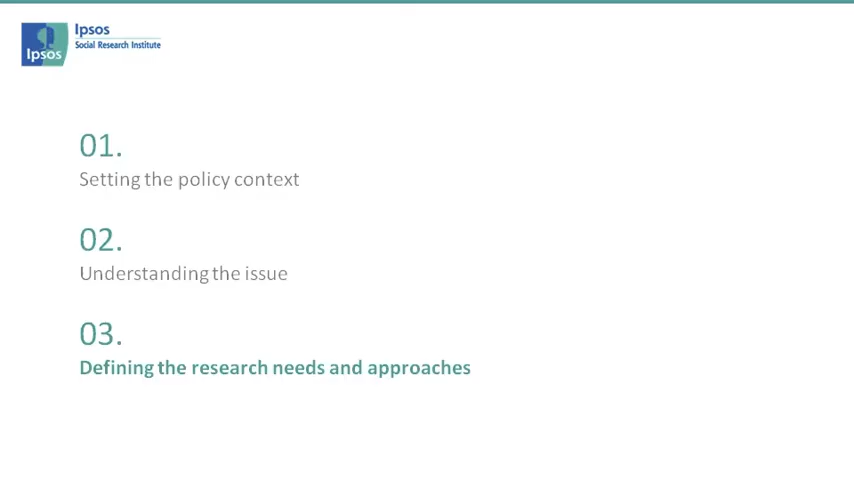 Ipsos
Ipsos
Social Research Institute
01.
Setting the policy context
02.
Understanding the issue
03.
Defining the research needs and approaches